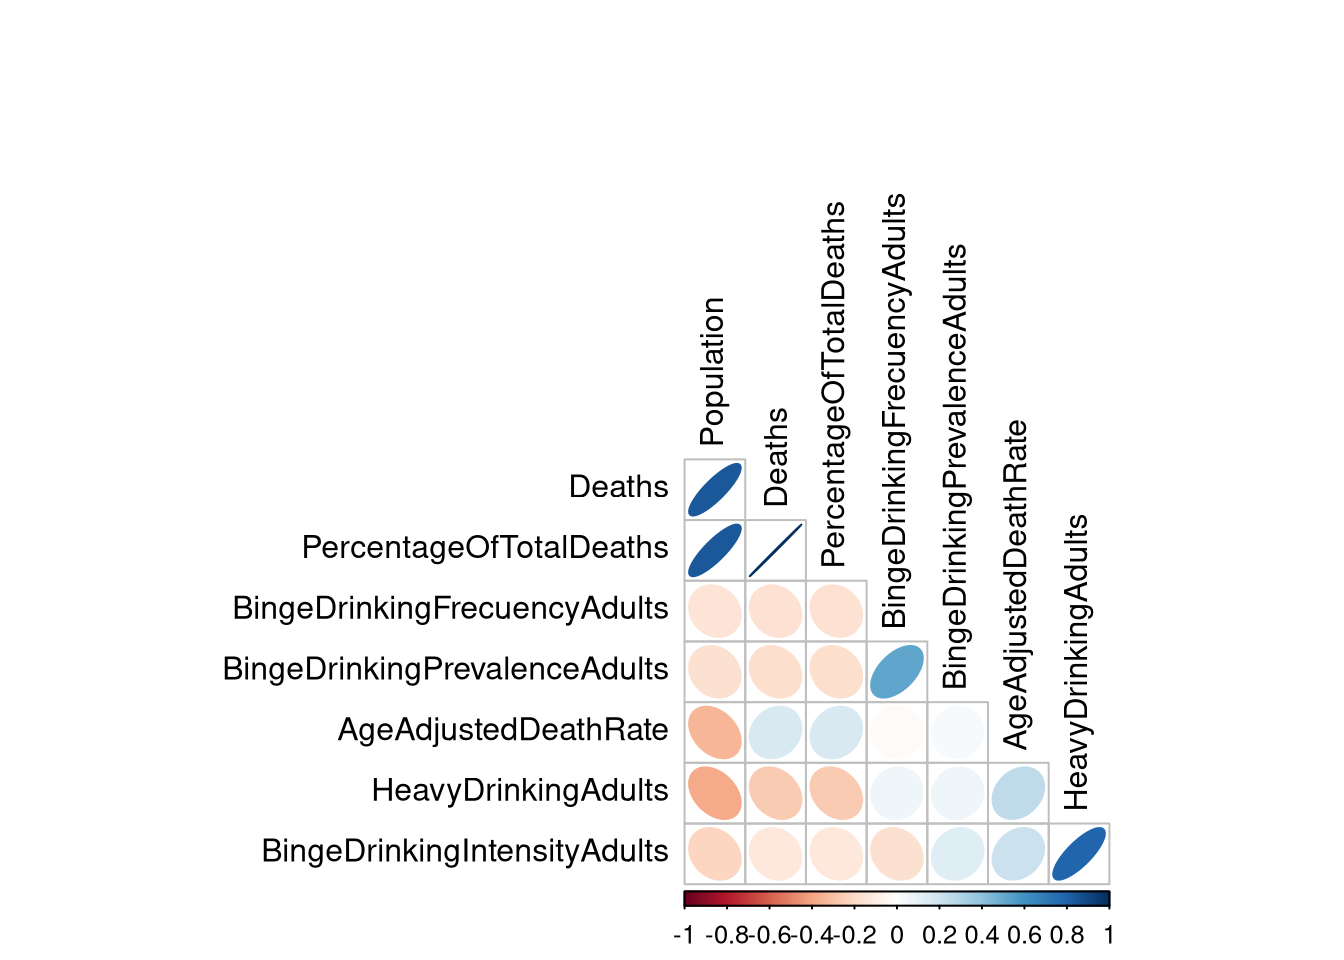 Population
Deaths
PercentageOfTotalDeaths
BingeDrinkingFrecuencyAdults
BingeDrinkingPrevalenceAdults
AgeAdjustedDeathRate
HeavyDrinkingAdults
Deaths
PercentageOfTotalDeaths
BingeDrinkingFrecuencyAdults
BingeDrinkingPrevalenceAdults
AgeAdjustedDeathRate
HeavyDrinkingAdults
BingeDrinkingIntensityAdults
-1 -0.8 -0.6 -0.4 -0.2 0 0.2 0.4 0.6 0.8 1